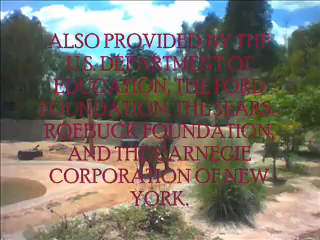 ALSO PROVIDED BY THE
U.S. DEPARTMENT OF
EDUCATION, THE FORD
FOUNDATION, THE SEARS-
ROEBUCK FOUNDATION,
AND THE CARNEGIE
CORPORATION OF NEW
YORK.